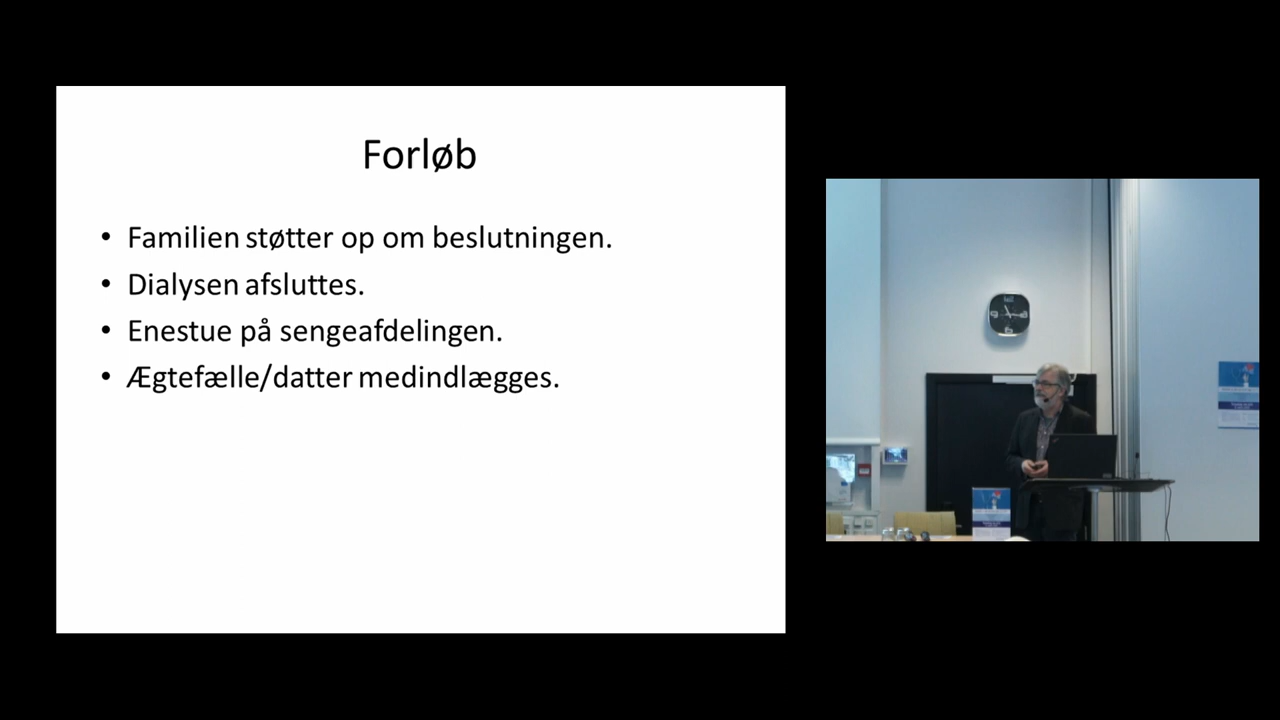 Forløb
• Familien støtter op om beslutningen.
• Dialysen afsluttes.
• Enestue på sengeafdelingen.
• Ægtefælle/datter medindlægges.